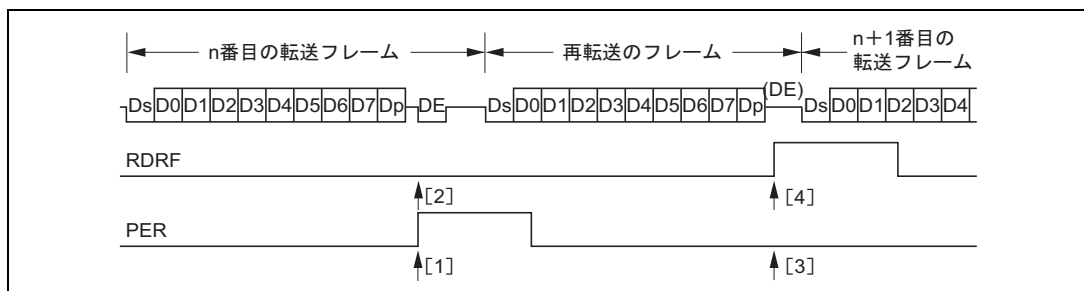 n番目の転送フレーム
再転送のフレーム
n+1番目の
転送フレーム
Ds D0 D1 D2 D3 D4 D5 D6 D7 Dp DE Ds D0 D1 D2 D3 D4 D5 D6 D7 Dp (DE) Ds D0 D1 D2 D3 D4
RDRF
[2] [4]
PER
[1] [3]